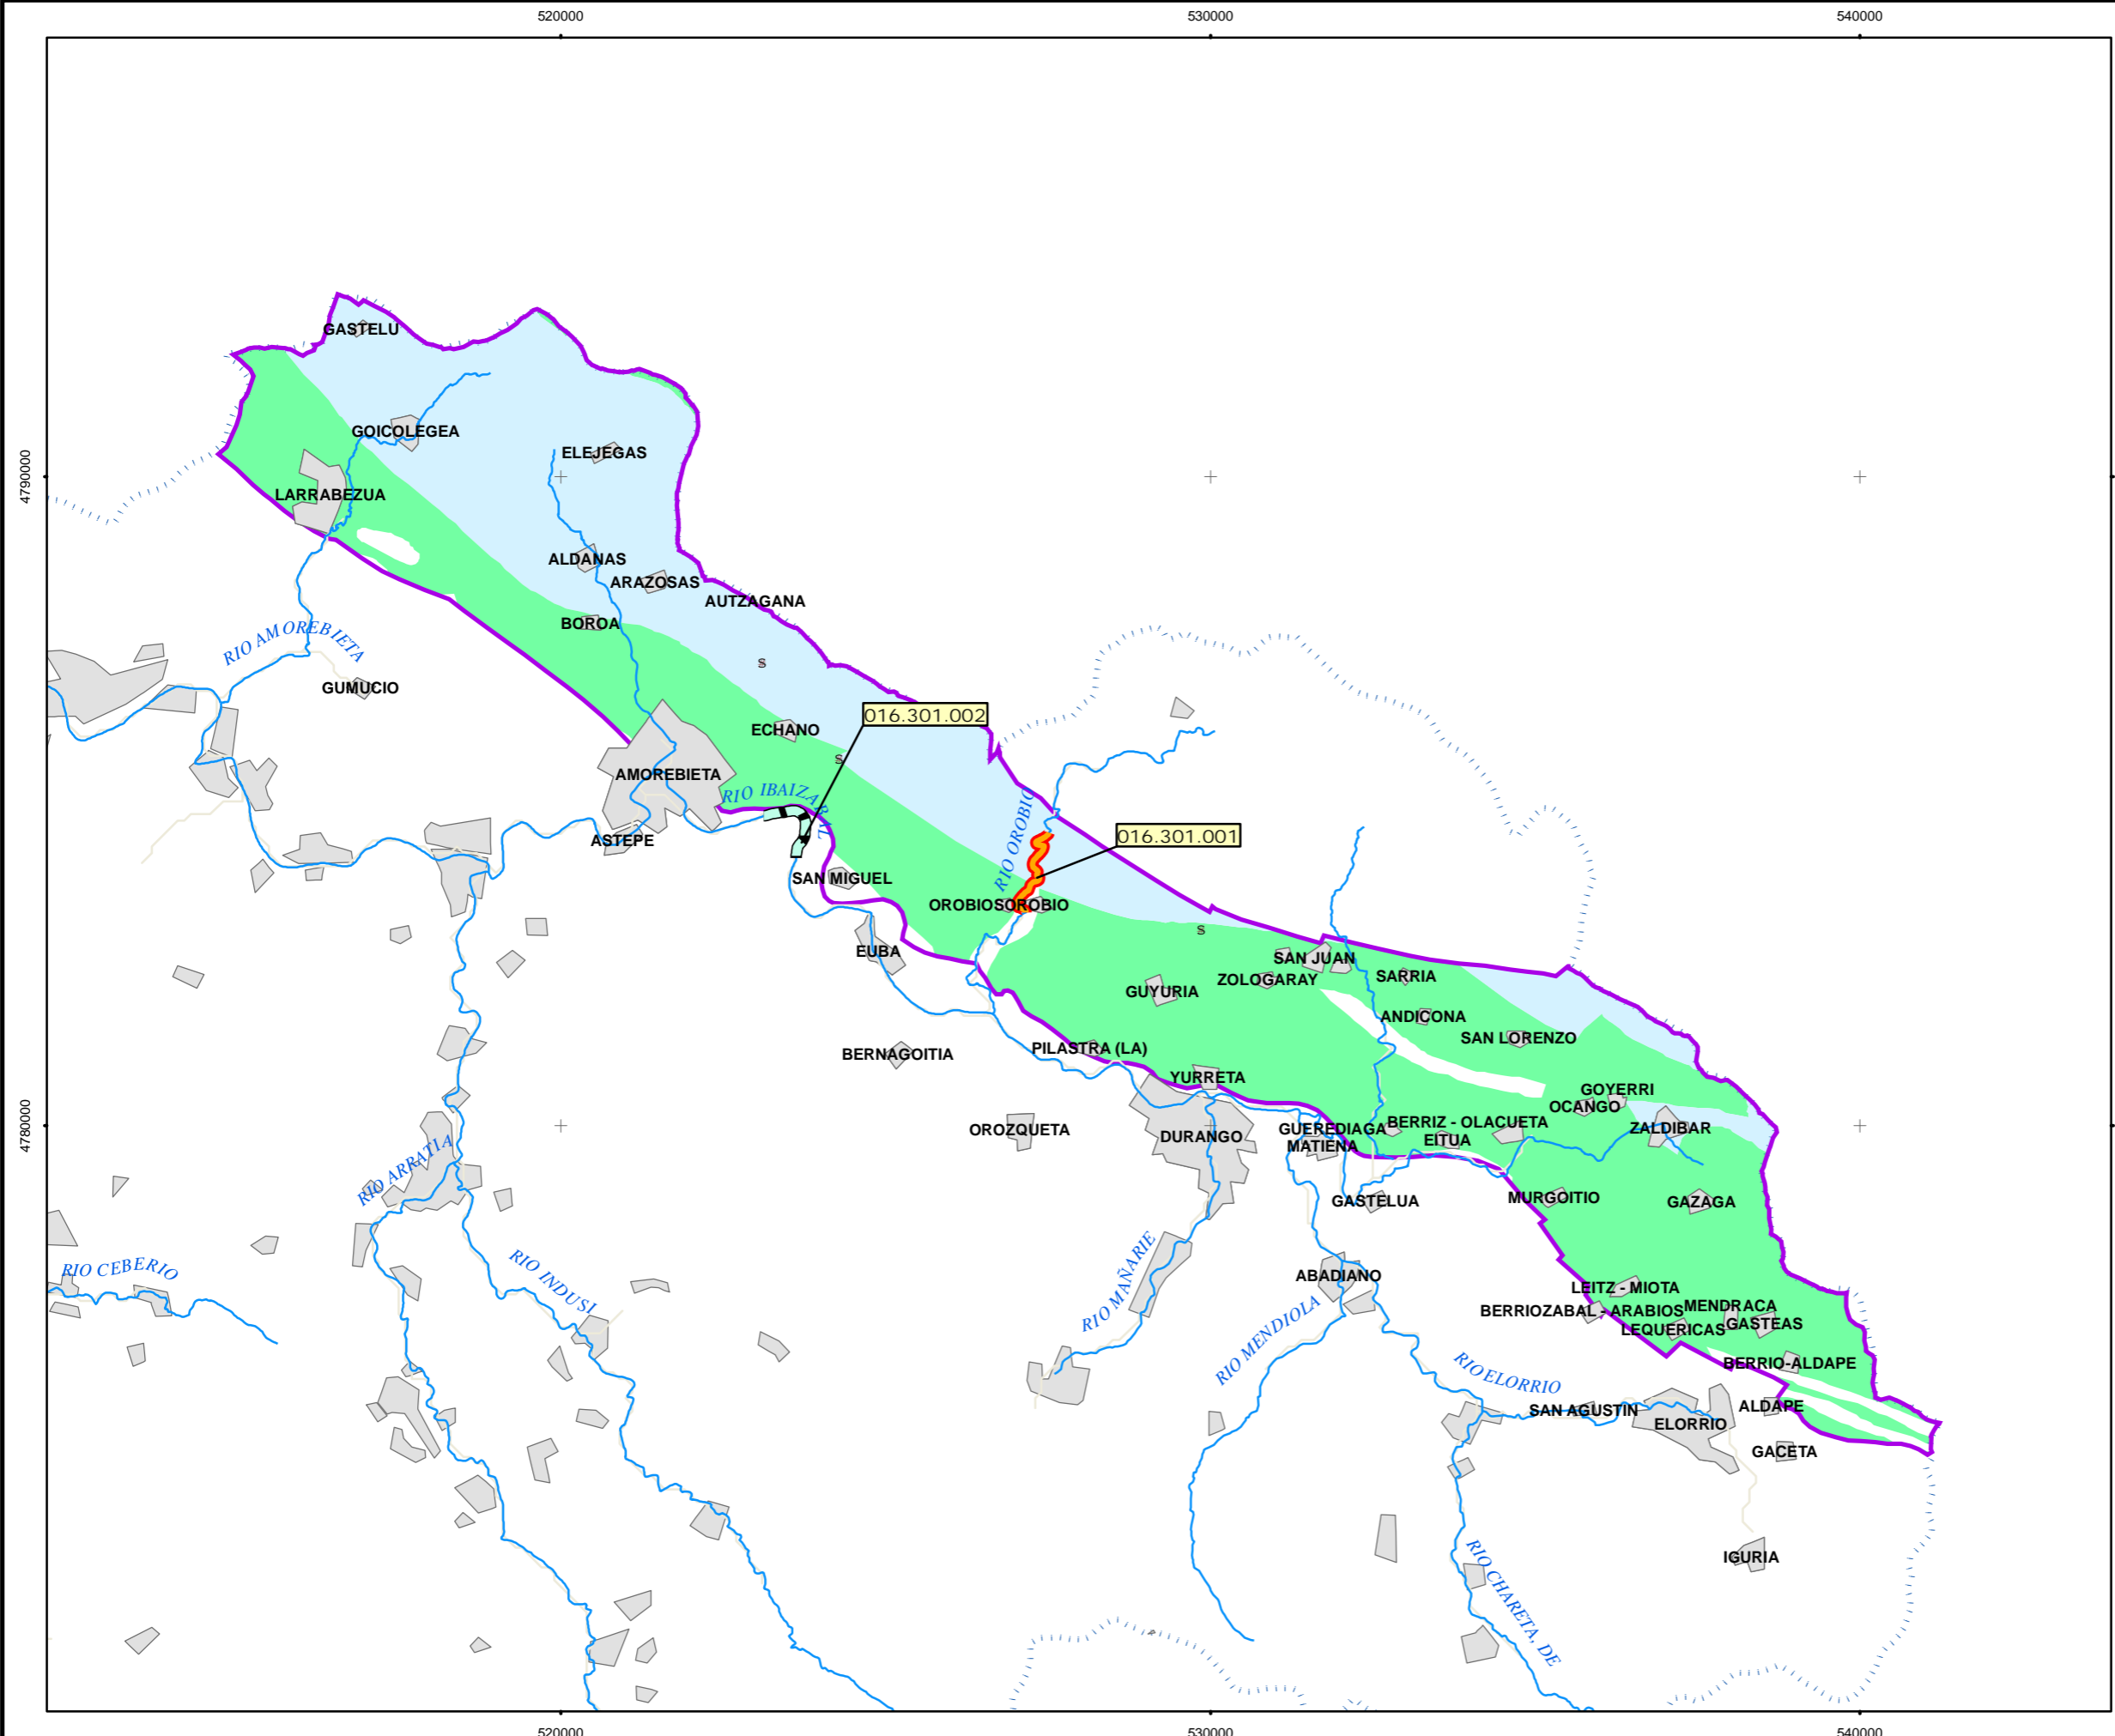 520000
530000
540000
GASTELU
GOICOLEGEA
ELEJEGAS
4790000
LARRABEZUA
ALDANAS
ARAZOSAS
AUTZAGANA
BOROA
RIO AMOREBIETA
GUMUCIO
S
016.301.002
ECHANO
S
AMOREBIETA
RIO IBAIZABAL
RIO OROBIO
016.301.001
ASTEPE
SAN MIGUEL
OROBIOSOROBIO
S
EUBA
SAN JUAN
ZOLOGARAY
SARRIA
GUYURIA
ANDICONA
SAN LORENZO
BERNAGOITIA
PILASTRA (LA)
YURRETA
GOYERRI
OCANGO
4780000
OROZQUETA
DURANGO
GUEREDIAGA
BERRIZ - OLACUETA
ZALDIBAR
MATIENA
EITUA
RIO ARRATIA
GASTELUA
MURGOITIO
GAZAGA
RIO CEBERIO
RIO INDUSI
RIO MAÑARIE
ABADIANO
LEITZ - MIOTA
BERRIOZABAL - ARABIOS
MENDRACA
LEQUERICAS
GASTEAS
RIO MENDIOLA
BERRIO-ALDAPE
RIO ELORRIO
SAN AGUSTIN
ALDAPE
ELORRIO
GACETA
IGURIA
RIO CHARETA, DE
520000
530000
540000